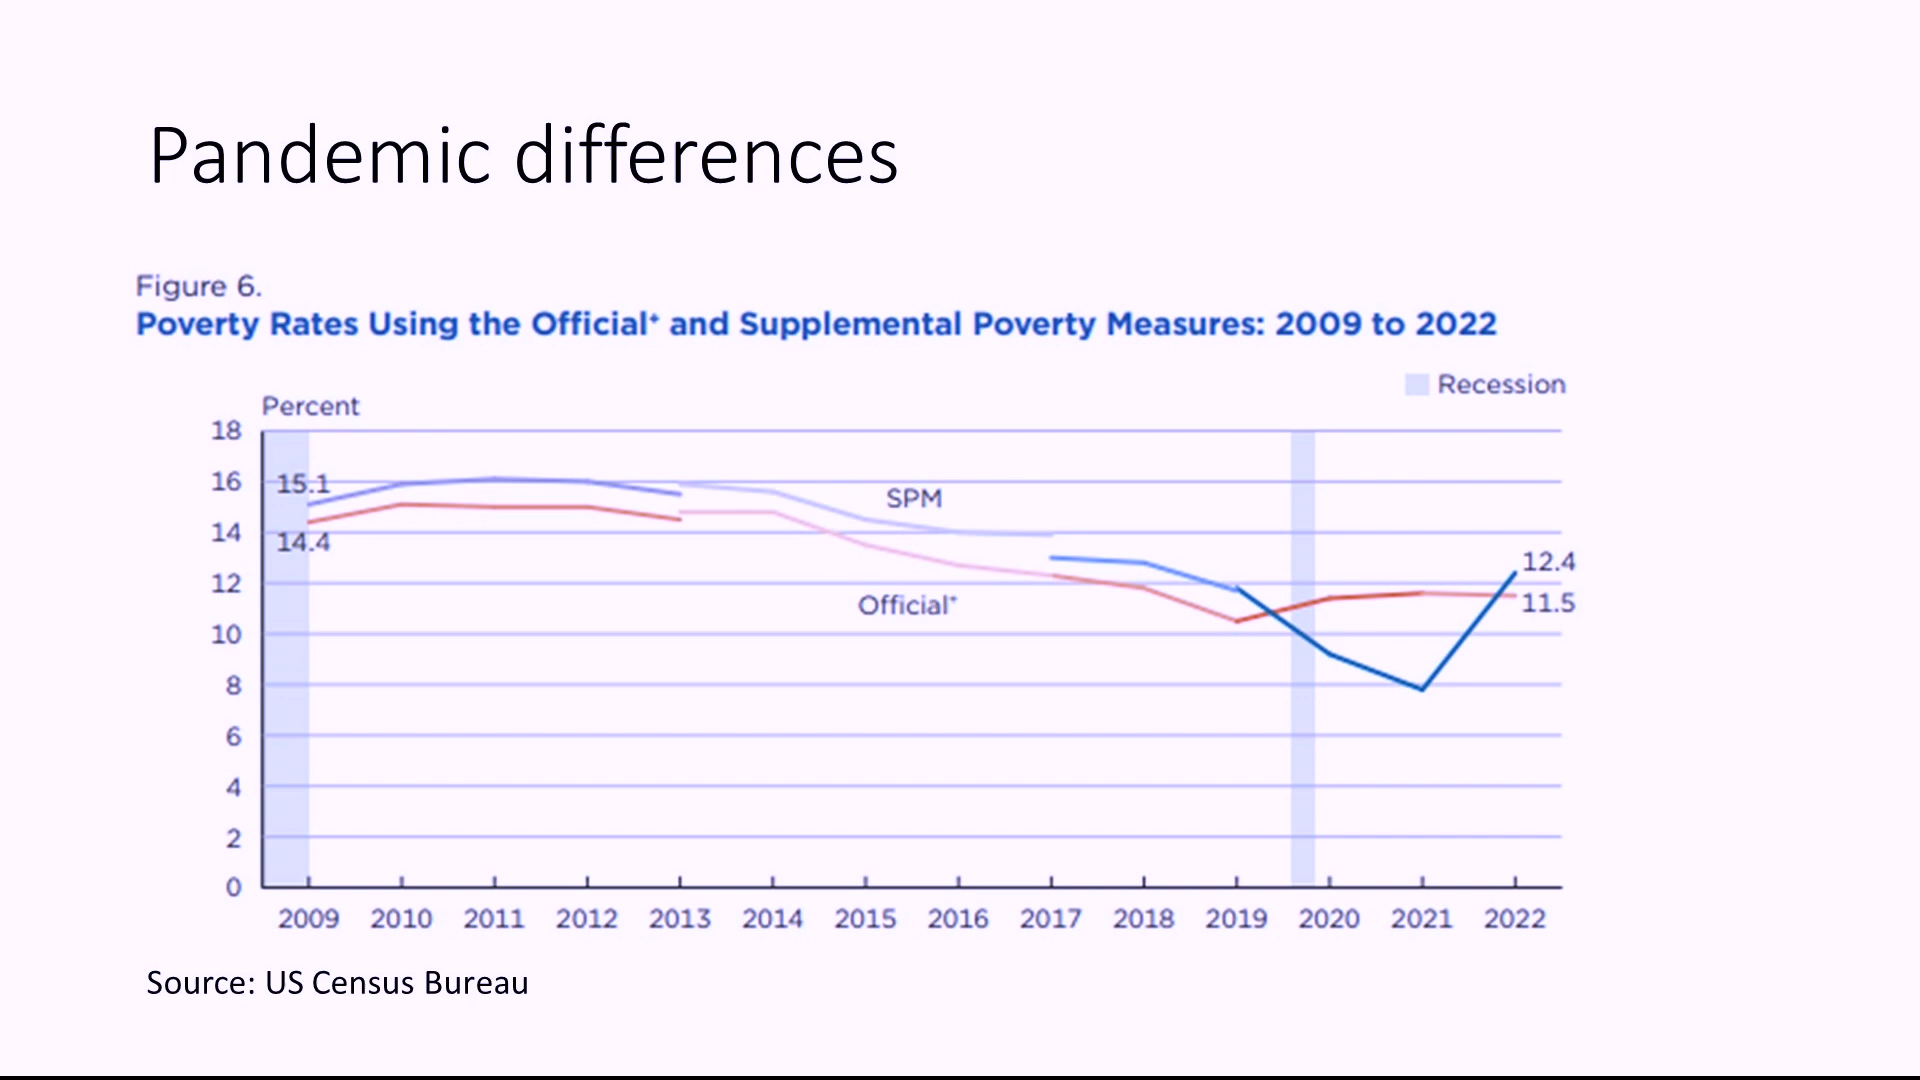 Pandemic differences
Figure 6.
Poverty Rates Using the Official⁺ and Supplemental Poverty Measures: 2009 to 2022
Recession
Percent
18
16
14
12
10
8
6
4
2
0
15.1
14.4
SPM
Official⁺
12.4
11.5
2009 2010 2011 2012 2013 2014 2015 2016 2017 2018 2019 2020 2021 2022
Source: US Census Bureau